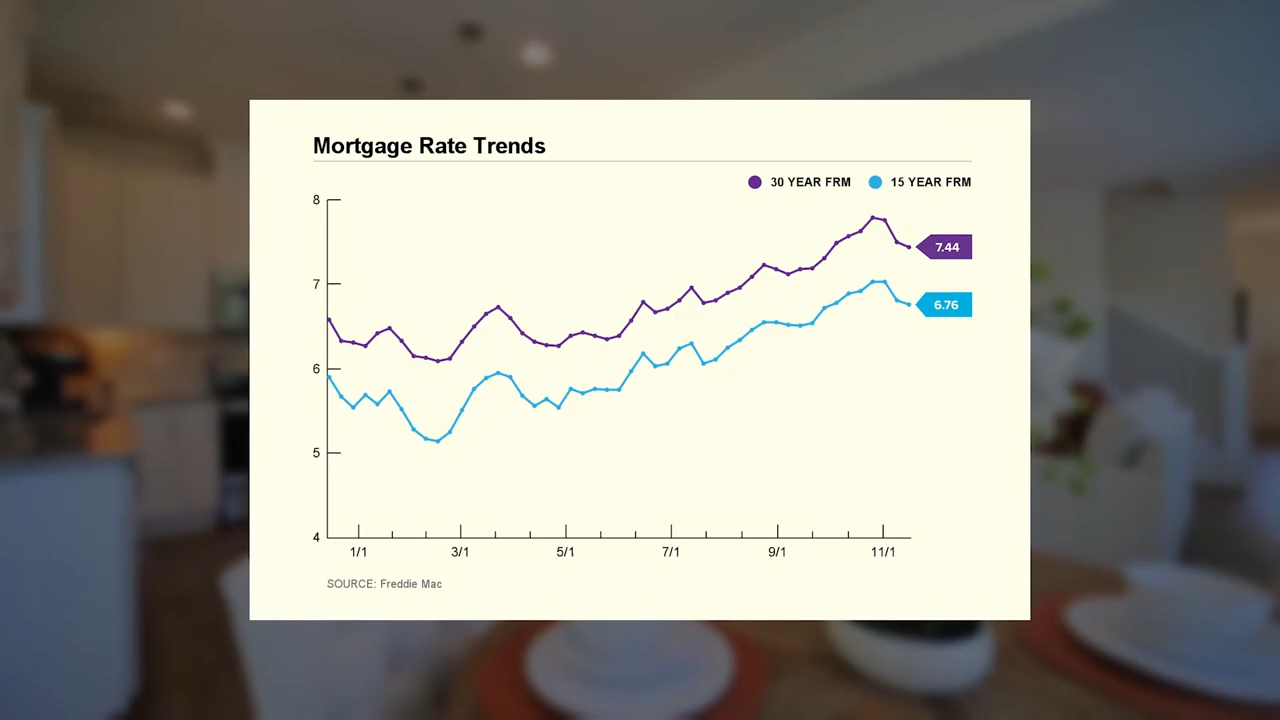 Mortgage Rate Trends
30 YEAR FRM 15 YEAR FRM
8
7
6
5
4
7.44
6.76
1/1 3/1 5/1 7/1 9/1 11/1
SOURCE: Freddie Mac